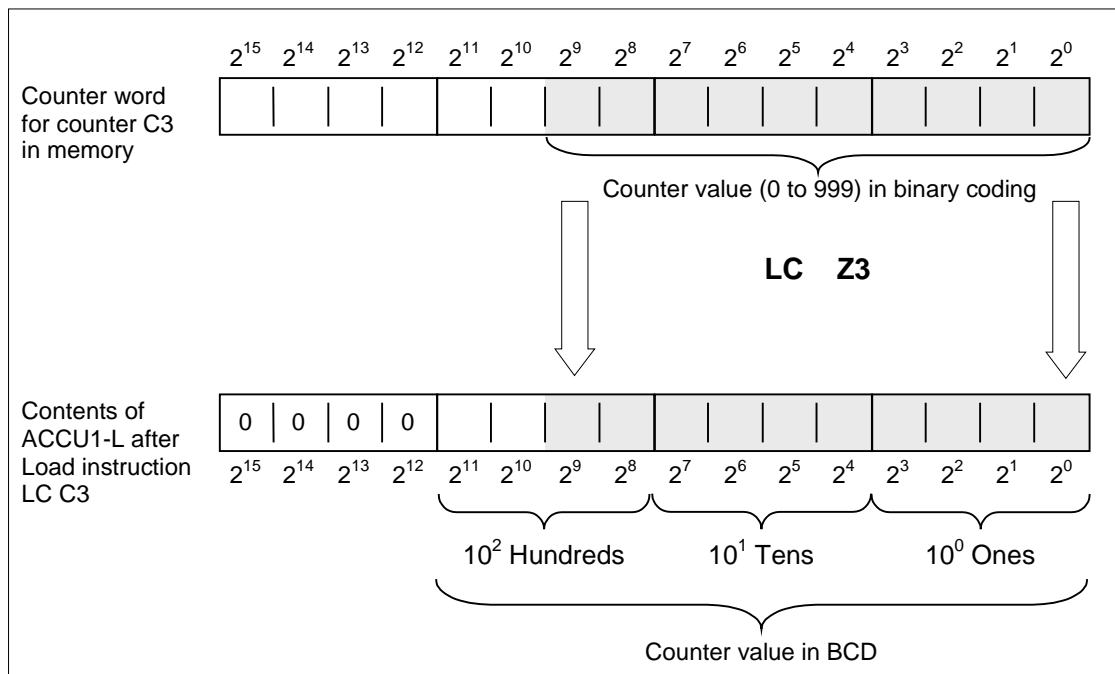 2^15 2^14 2^13 2^12 2^11 2^10 2^9 2^8 2^7 2^6 2^5 2^4 2^3 2^2 2^1 2^0
Counter word
for counter C3
in memory
Counter value (0 to 999) in binary coding
LC Z3
Contents of
ACCU1-L after
Load instruction
LC C3
0 0 0 0
2^15 2^14 2^13 2^12 2^11 2^10 2^9 2^8 2^7 2^6 2^5 2^4 2^3 2^2 2^1 2^0
10^2 Hundreds 10^1 Tens 10^0 Ones
Counter value in BCD